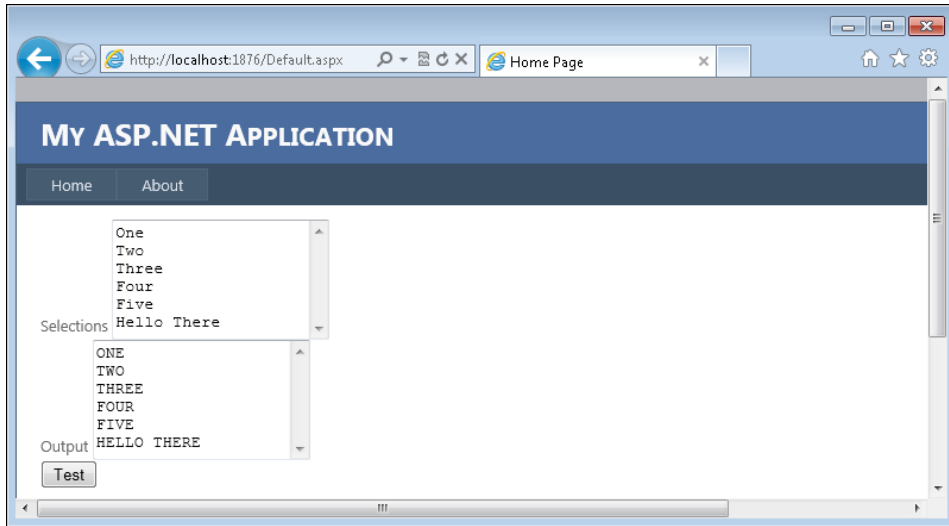 http://localhost:1876/Default.aspx
Home Page
MY ASP.NET APPLICATION
Home About
One
Two
Three
Four
Five
Selections Hello There
ONE
TWO
THREE
FOUR
FIVE
Output HELLO THERE
Test